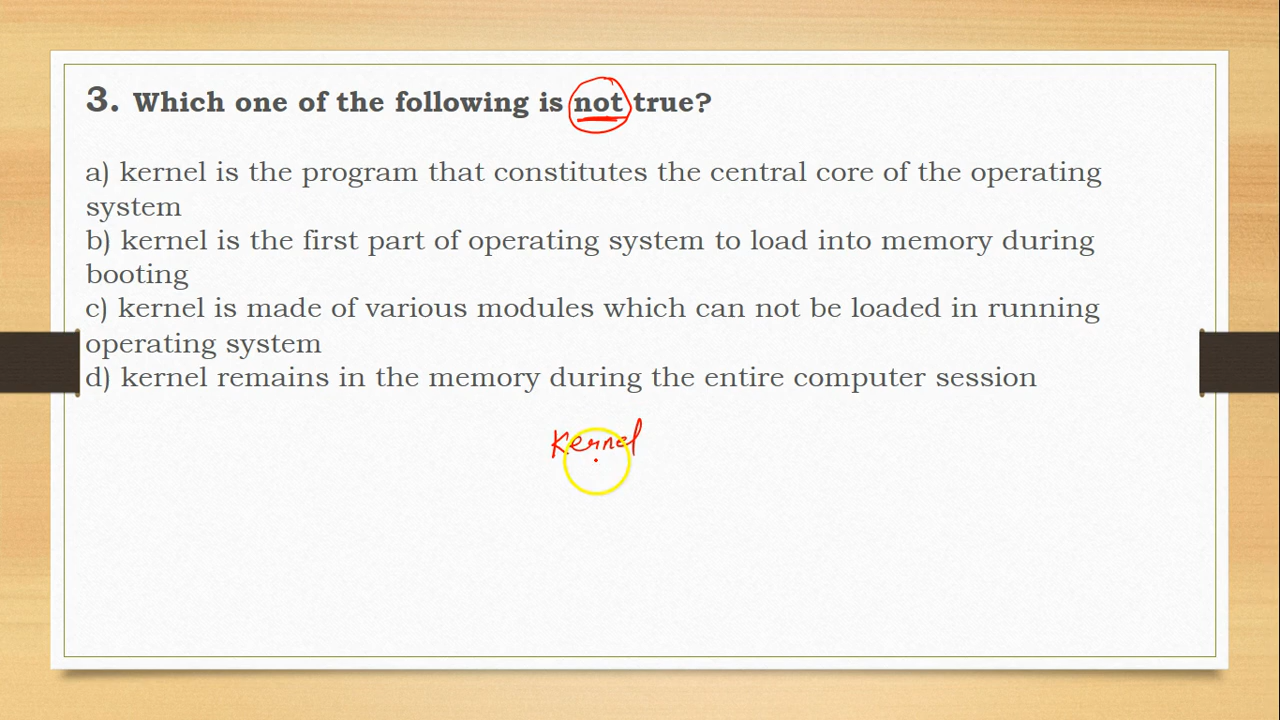 3. Which one of the following is not true?
a) kernel is the program that constitutes the central core of the operating
system
b) kernel is the first part of operating system to load into memory during
booting
c) kernel is made of various modules which can not be loaded in running
operating system
d) kernel remains in the memory during the entire computer session
Kernel